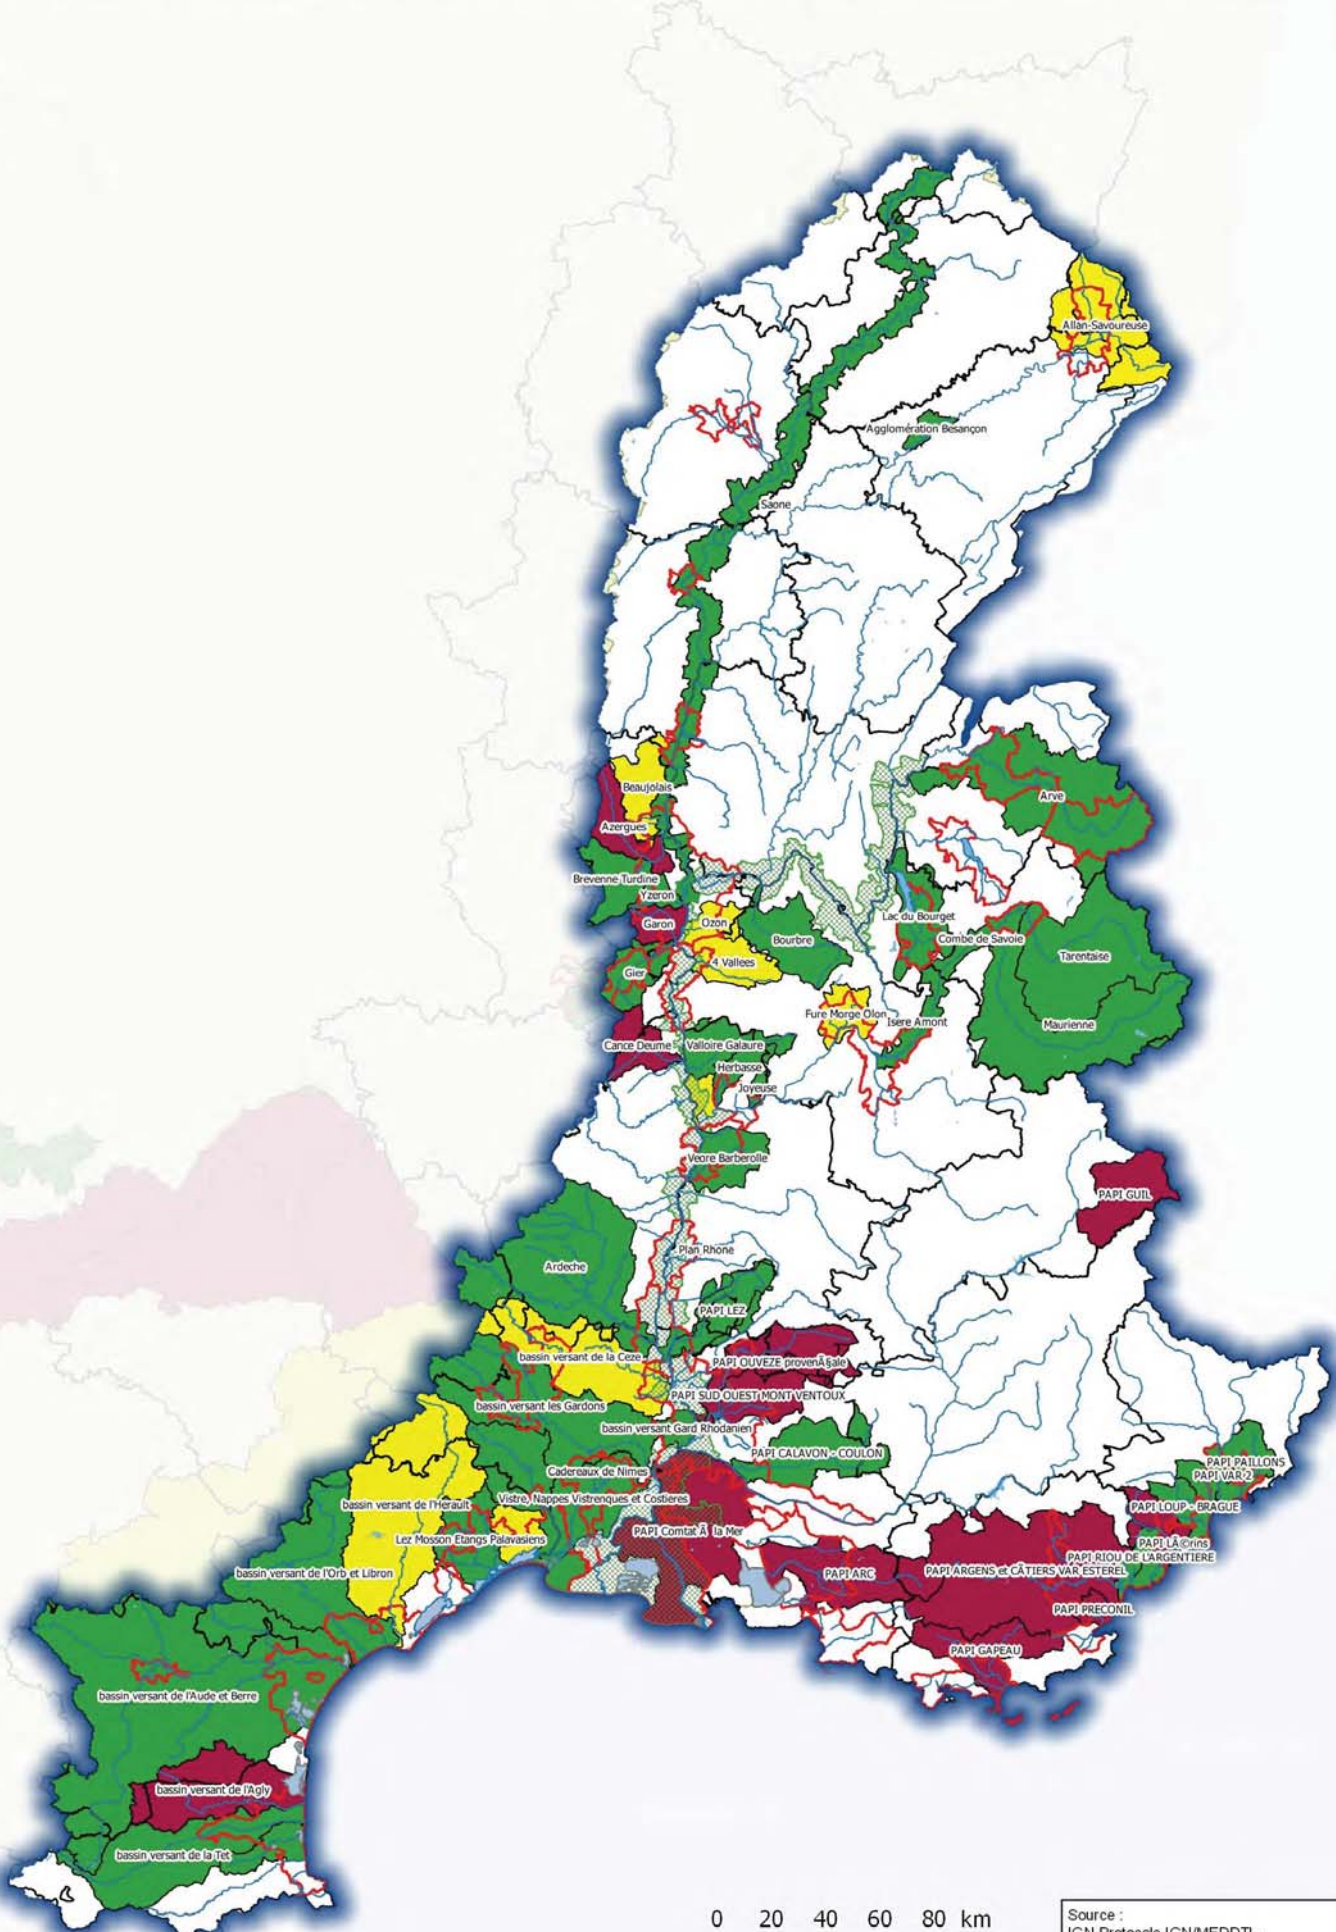 Allan-Savoureuse
Agglomération Besançon
Saone
Beaujolais
Arve
Azergues
Brevenne Turdine
Yzeron
Lac du Bourget
Garon
Ozon
Bourbre
Combe de Savoie
Tarentaise
4 Vallees
Gier
Fure Morge Olon
Isere Amont
Maurienne
Cance Deume
Valloire Galaure
Herbasse
Joyeuse
Veore Barberolle
PAPI GUIL
Plan Rhone
Ardeche
PAPI LEZ
bassin versant de la Ceze
PAPI OUVEZE provenÃ§ale
PAPI SUD OUEST MONT VENTOUX
bassin versant les Gardons
bassin versant Gard Rhodanien
PAPI CALAVON - COULON
PAPI PAILLONS
PAPI VAR 2
Cadereaux de Nimes
Vistre, Nappes Vistrenques et Costieres
bassin versant de l'Herault
PAPI LOUP - BRAGUE
PAPI Comtat Ã la Mer
Lez Mosson Etangs Palavasiens
PAPI LÃ©rins
PAPI RIOU DE L'ARGENTIERE
bassin versant de l'Orb et Libron
PAPI ARC
PAPI ARGENS et CÃTIERS VAR ESTEREL
PAPI PRECONIL
PAPI GAPEAU
bassin versant de l'Aude et Berre
bassin versant de l'Agly
bassin versant de la Tet
0 20 40 60 80 km
Source :